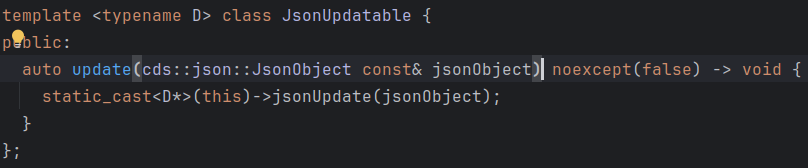 template <typename D> class JsonUpdatable {
public:
  auto update(cds::json::JsonObject const& jsonObject) noexcept(false) -> void {
    static_cast<D*>(this)->jsonUpdate(jsonObject);
  }
};